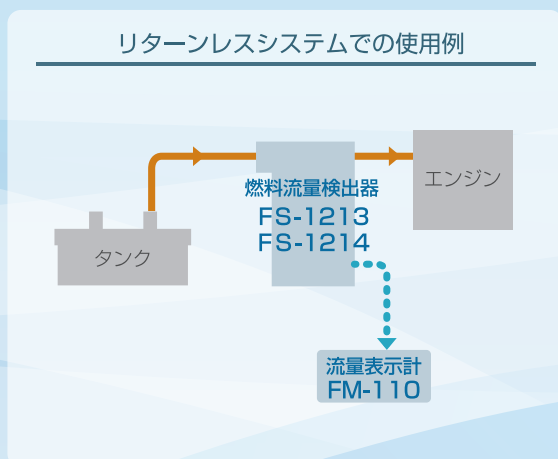 リターンレスシステムでの使用例
タンク
燃料流量検出器
FS-1213
FS-1214
エンジン
流量表示計
FM-110